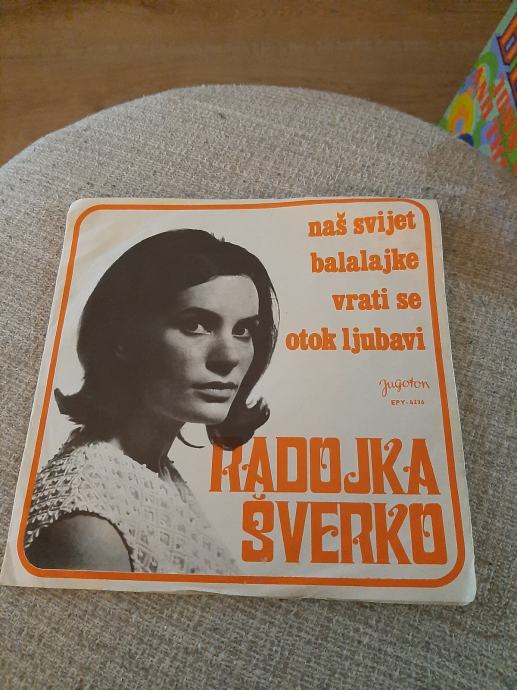 naš svijet
balalajke
vrati se
otok ljubavi
Jugoton
EPY-4236
RADOJKA
ŠVERKO